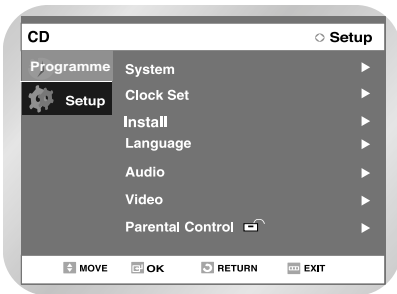 CD Setup
Programme
Setup
System
Clock Set
Install
Language
Audio
Video
Parental Control
MOVE OK RETURN EXIT